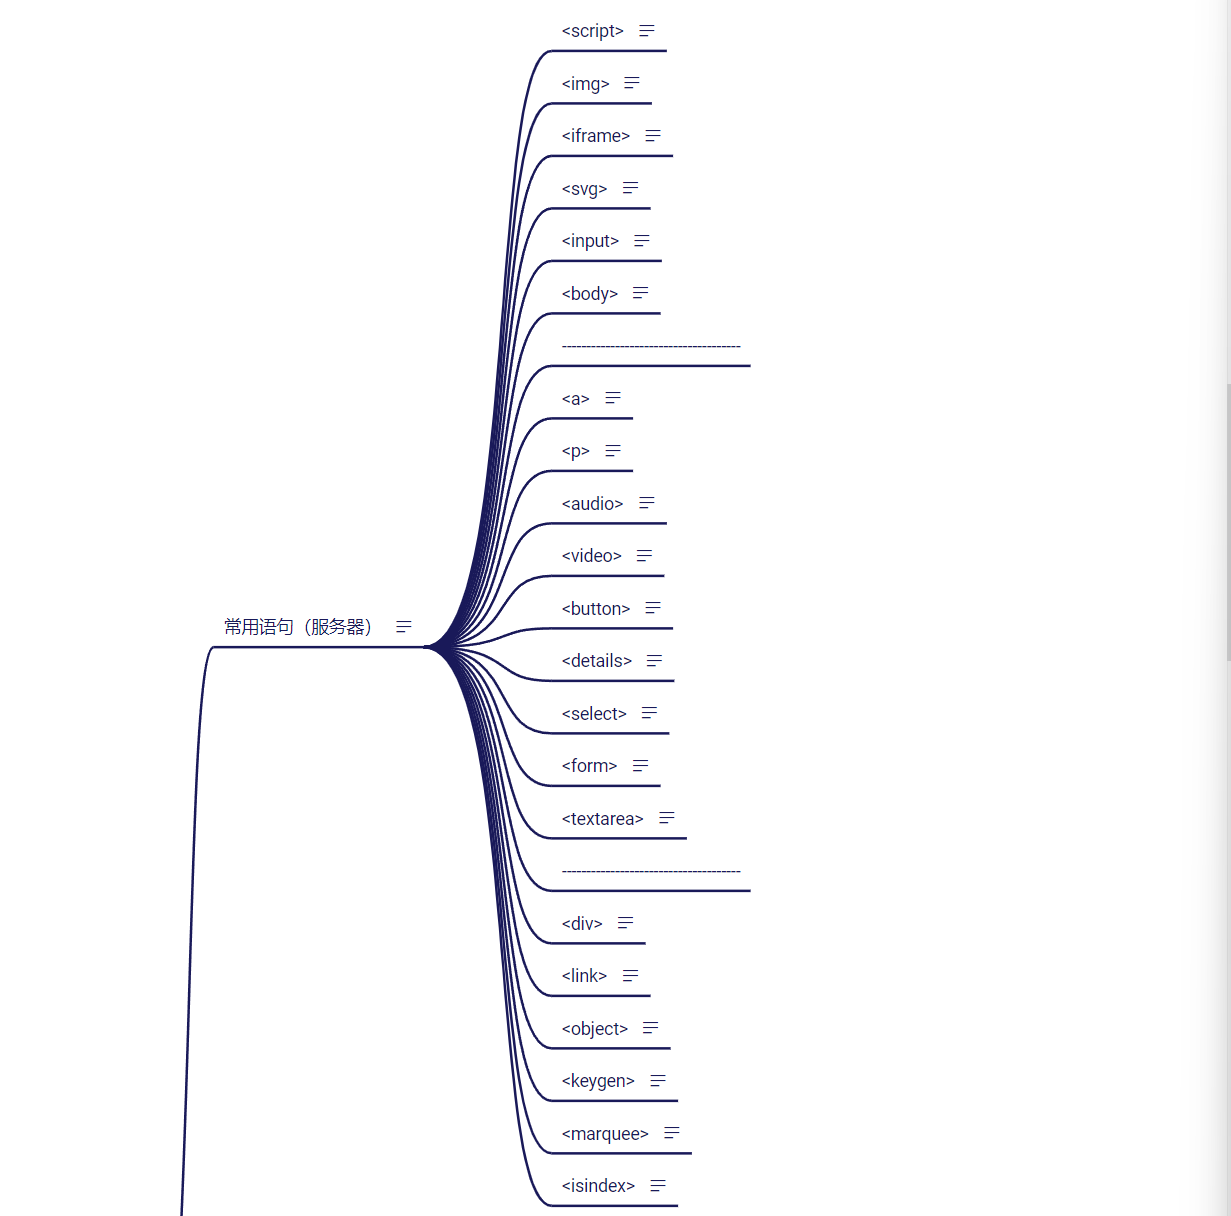 <script>
<img>
<iframe>
<svg>
<input>
<body>
------------------------------------
<a>
<p>
<audio>
<video>
<button>
常用语句（服务器）
<details>
<select>
<form>
<textarea>
------------------------------------
<div>
<link>
<object>
<keygen>
<marquee>
<isindex>